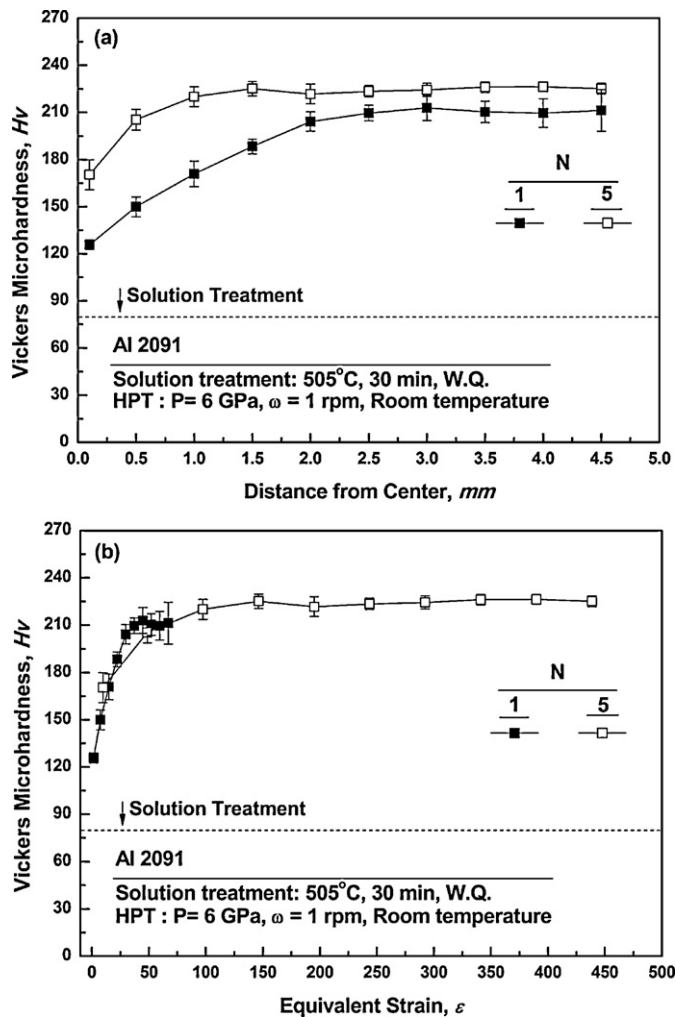 270
240
210
180
150
120
90
60
30
0
Vickers Microhardness, Hv
(a)
N
1 5
Solution Treatment
Al 2091
Solution treatment: 505°C, 30 min, W.Q.
HPT : P= 6 GPa, ω = 1 rpm, Room temperature
0.0 0.5 1.0 1.5 2.0 2.5 3.0 3.5 4.0 4.5 5.0
Distance from Center, mm
270
240
210
180
150
120
90
60
30
0
Vickers Microhardness, Hv
(b)
N
1 5
Solution Treatment
Al 2091
Solution treatment: 505°C, 30 min, W.Q.
HPT : P= 6 GPa, ω = 1 rpm, Room temperature
0 50 100 150 200 250 300 350 400 450 500
Equivalent Strain, ε